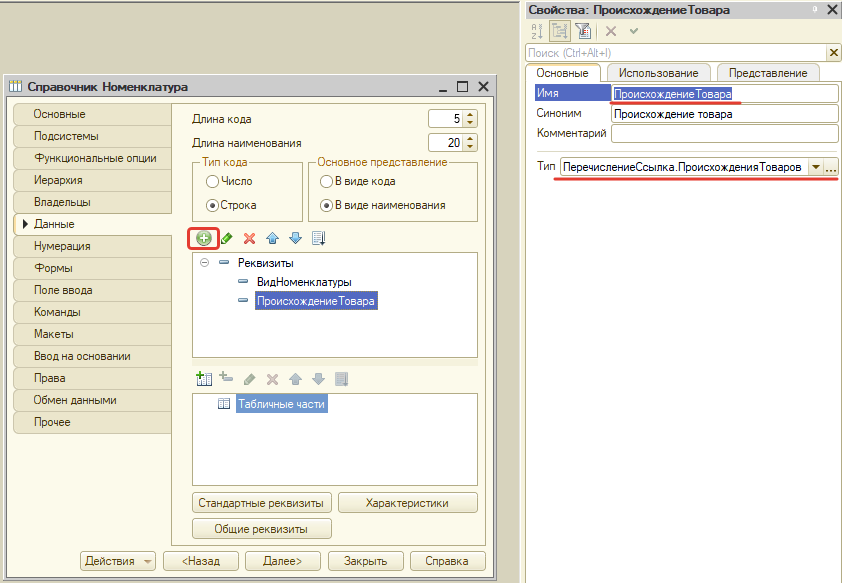 Свойства: ПроисхождениеТовара
Поиск (Ctrl+Alt+I)
Основные
Использование
Представление
Имя
ПроисхождениеТовара
Синоним
Происхождение товара
Комментарий
Тип
ПеречислениеСсылка.ПроисхожденияТоваров
...
Справочник Номенклатура
Основные
Подсистемы
Функциональные опции
Иерархия
Владельцы
Данные
Нумерация
Формы
Поле ввода
Команды
Макеты
Ввод на основании
Права
Обмен данными
Прочее
Длина кода
5
Длина наименования
20
Тип кода
Число
Строка
Основное представление
В виде кода
В виде наименования
Реквизиты
ВидНоменклатуры
ПроисхождениеТовара
Табличные части
Стандартные реквизиты
Характеристики
Общие реквизиты
Действия
<Назад
Далее>
Закрыть
Справка